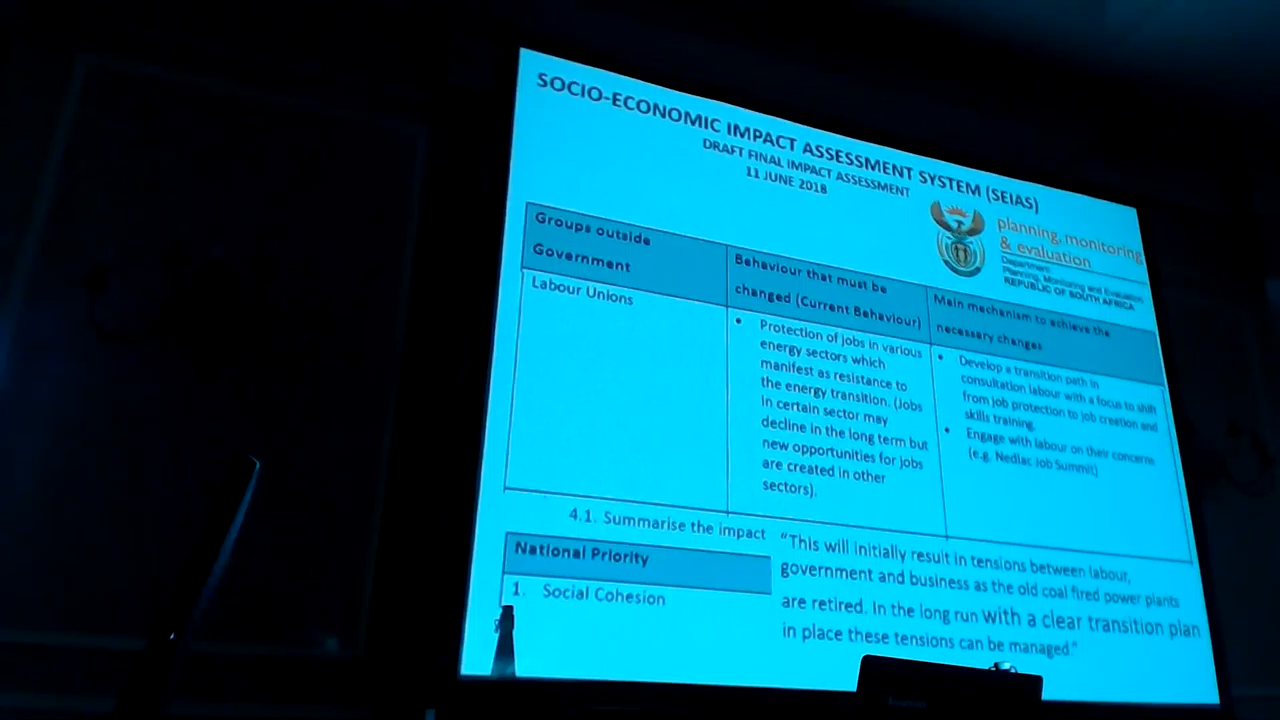 SOCIO-ECONOMIC IMPACT ASSESSMENT SYSTEM (SEIAS)
DRAFT FINAL IMPACT ASSESSMENT
11 JUNE 2018
planning, monitoring
& evaluation
Department:
Planning, Monitoring and Evaluation
REPUBLIC OF SOUTH AFRICA
Groups outside
Government
Behaviour that must be
changed (Current Behaviour)
Main mechanism to achieve the
necessary changes
Labour Unions
• Protection of jobs in various
energy sectors which
manifest as resistance to
the energy transition. (Jobs
in certain sector may
decline in the long term but
new opportunities for jobs
are created in other
sectors).
• Develop a transition path in
consultation labour with a focus to shift
from job protection to job creation and
skills training.
• Engage with labour on their concerns
(e.g. Nedlac Job Summit)
4.1. Summarise the impact
National Priority
1. Social Cohesion
"This will initially result in tensions between labour,
government and business as the old coal fired power plants
are retired. In the long run with a clear transition plan
in place these tensions can be managed."